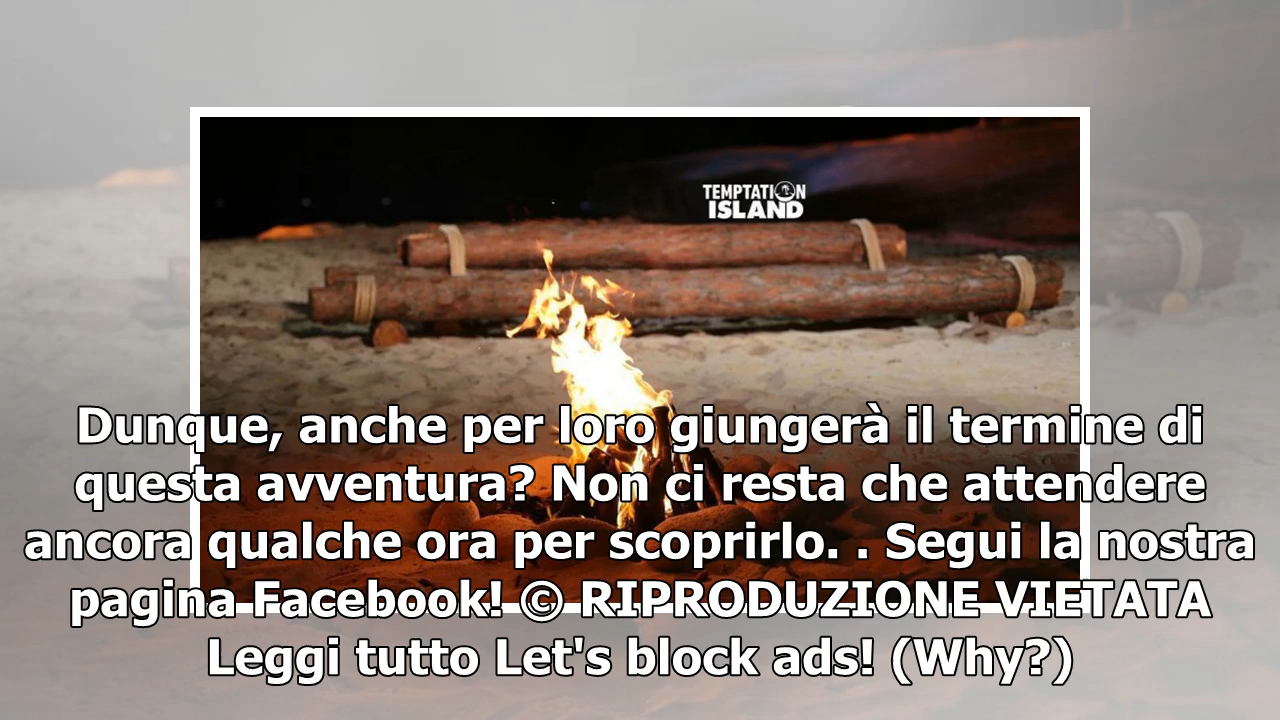 TEMPTATION
ISLAND
Dunque, anche per loro giungerà il termine di
questa avventura? Non ci resta che attendere
ancora qualche ora per scoprirlo. . Segui la nostra
pagina Facebook! © RIPRODUZIONE VIETATA
Leggi tutto Let's block ads! (Why?)